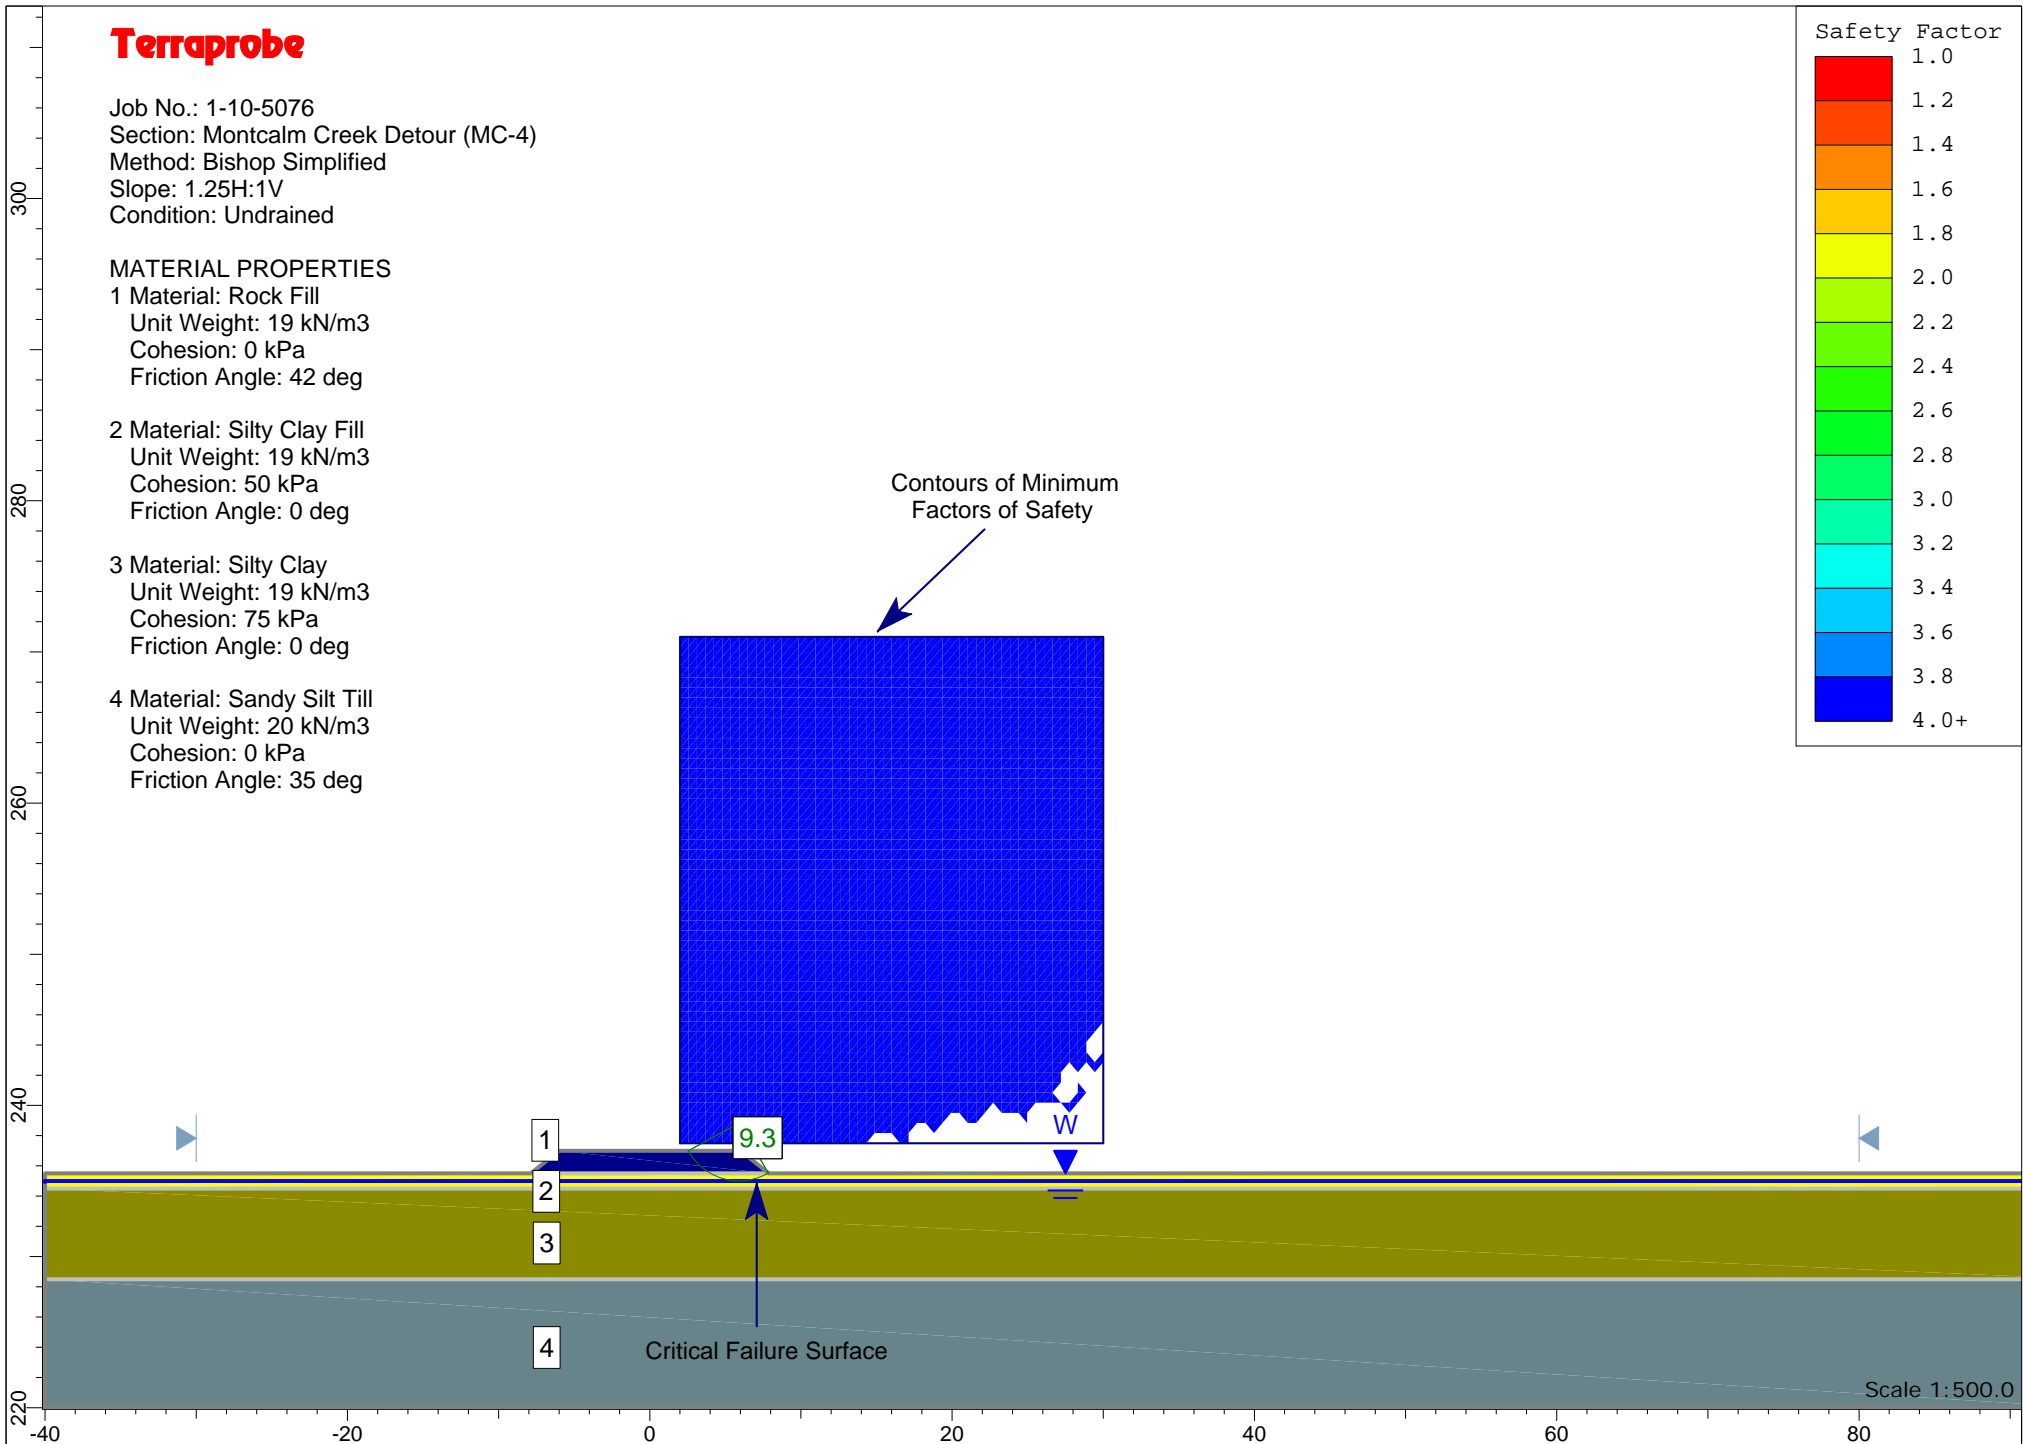 Terraprobe
Job No.: 1-10-5076
Section: Montcalm Creek Detour (MC-4)
Method: Bishop Simplified
Slope: 1.25H:1V
Condition: Undrained
MATERIAL PROPERTIES
1 Material: Rock Fill
Unit Weight: 19 kN/m3
Cohesion: 0 kPa
Friction Angle: 42 deg
2 Material: Silty Clay Fill
Unit Weight: 19 kN/m3
Cohesion: 50 kPa
Friction Angle: 0 deg
3 Material: Silty Clay
Unit Weight: 19 kN/m3
Cohesion: 75 kPa
Friction Angle: 0 deg
4 Material: Sandy Silt Till
Unit Weight: 20 kN/m3
Cohesion: 0 kPa
Friction Angle: 35 deg
Safety Factor
1.0
1.2
1.4
1.6
1.8
2.0
2.2
2.4
2.6
2.8
3.0
3.2
3.4
3.6
3.8
4.0+
Contours of Minimum
Factors of Safety
300
280
260
240
220
W
9.3
1
2
3
4
Critical Failure Surface
Scale 1:500.0
-40
-20
0
20
40
60
80